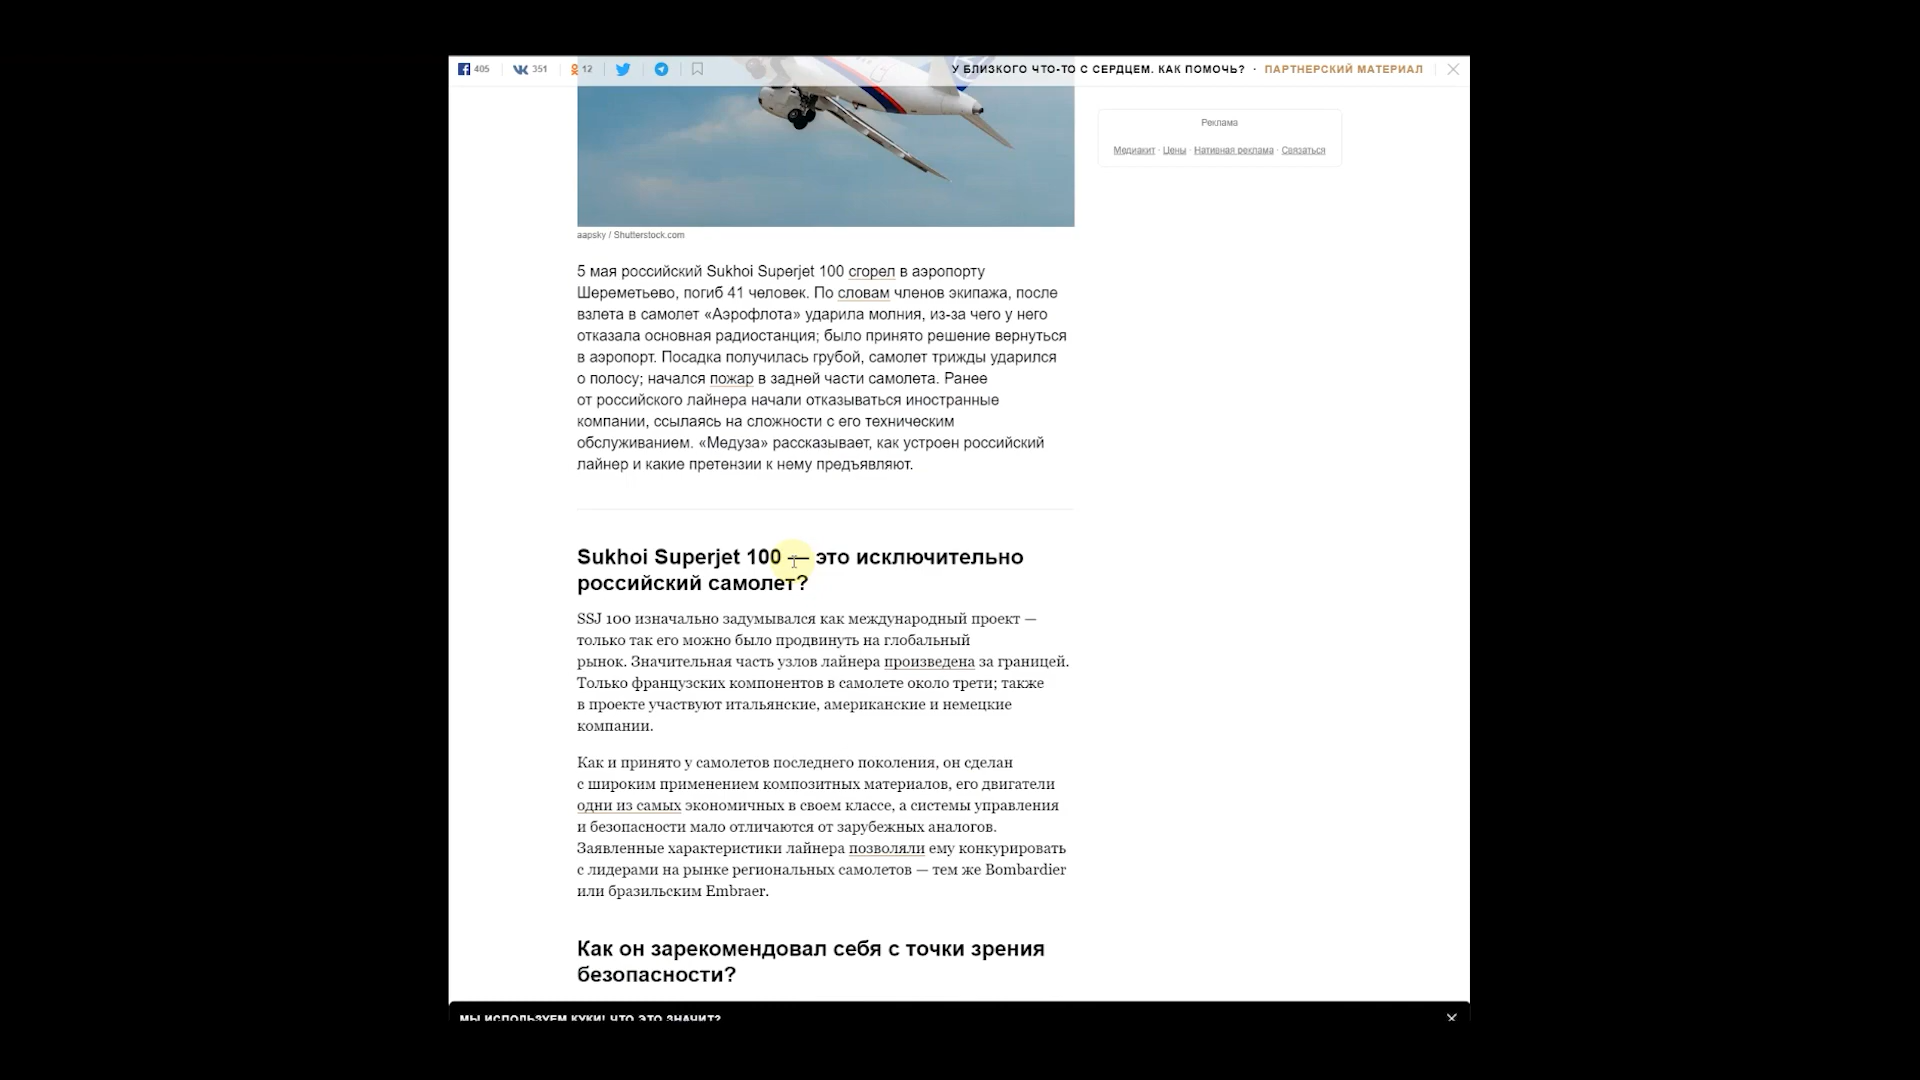 405
351
12
У БЛИЗКОГО ЧТО-ТО С СЕРДЦЕМ. КАК ПОМОЧЬ? · ПАРТНЕРСКИЙ МАТЕРИАЛ
Реклама
Медиакит · Цены · Нативная реклама · Связаться
aapsky / Shutterstock.com
5 мая российский Sukhoi Superjet 100 сгорел в аэропорту
Шереметьево, погиб 41 человек. По словам членов экипажа, после
взлета в самолет «Аэрофлота» ударила молния, из-за чего у него
отказала основная радиостанция; было принято решение вернуться
в аэропорт. Посадка получилась грубой, самолет трижды ударился
о полосу; начался пожар в задней части самолета. Ранее
от российского лайнера начали отказываться иностранные
компании, ссылаясь на сложности с его техническим
обслуживанием. «Медуза» рассказывает, как устроен российский
лайнер и какие претензии к нему предъявляют.
Sukhoi Superjet 100 — это исключительно
российский самолет?
SSJ 100 изначально задумывался как международный проект —
только так его можно было продвинуть на глобальный
рынок. Значительная часть узлов лайнера произведена за границей.
Только французских компонентов в самолете около трети; также
в проекте участвуют итальянские, американские и немецкие
компании.
Как и принято у самолетов последнего поколения, он сделан
с широким применением композитных материалов, его двигатели
одни из самых экономичных в своем классе, а системы управления
и безопасности мало отличаются от зарубежных аналогов.
Заявленные характеристики лайнера позволяли ему конкурировать
с лидерами на рынке региональных самолетов — тем же Bombardier
или бразильским Embraer.
Как он зарекомендовал себя с точки зрения
безопасности?
МЫ ИСПОЛЬЗУЕМ КУКИ! ЧТО ЭТО ЗНАЧИТ?